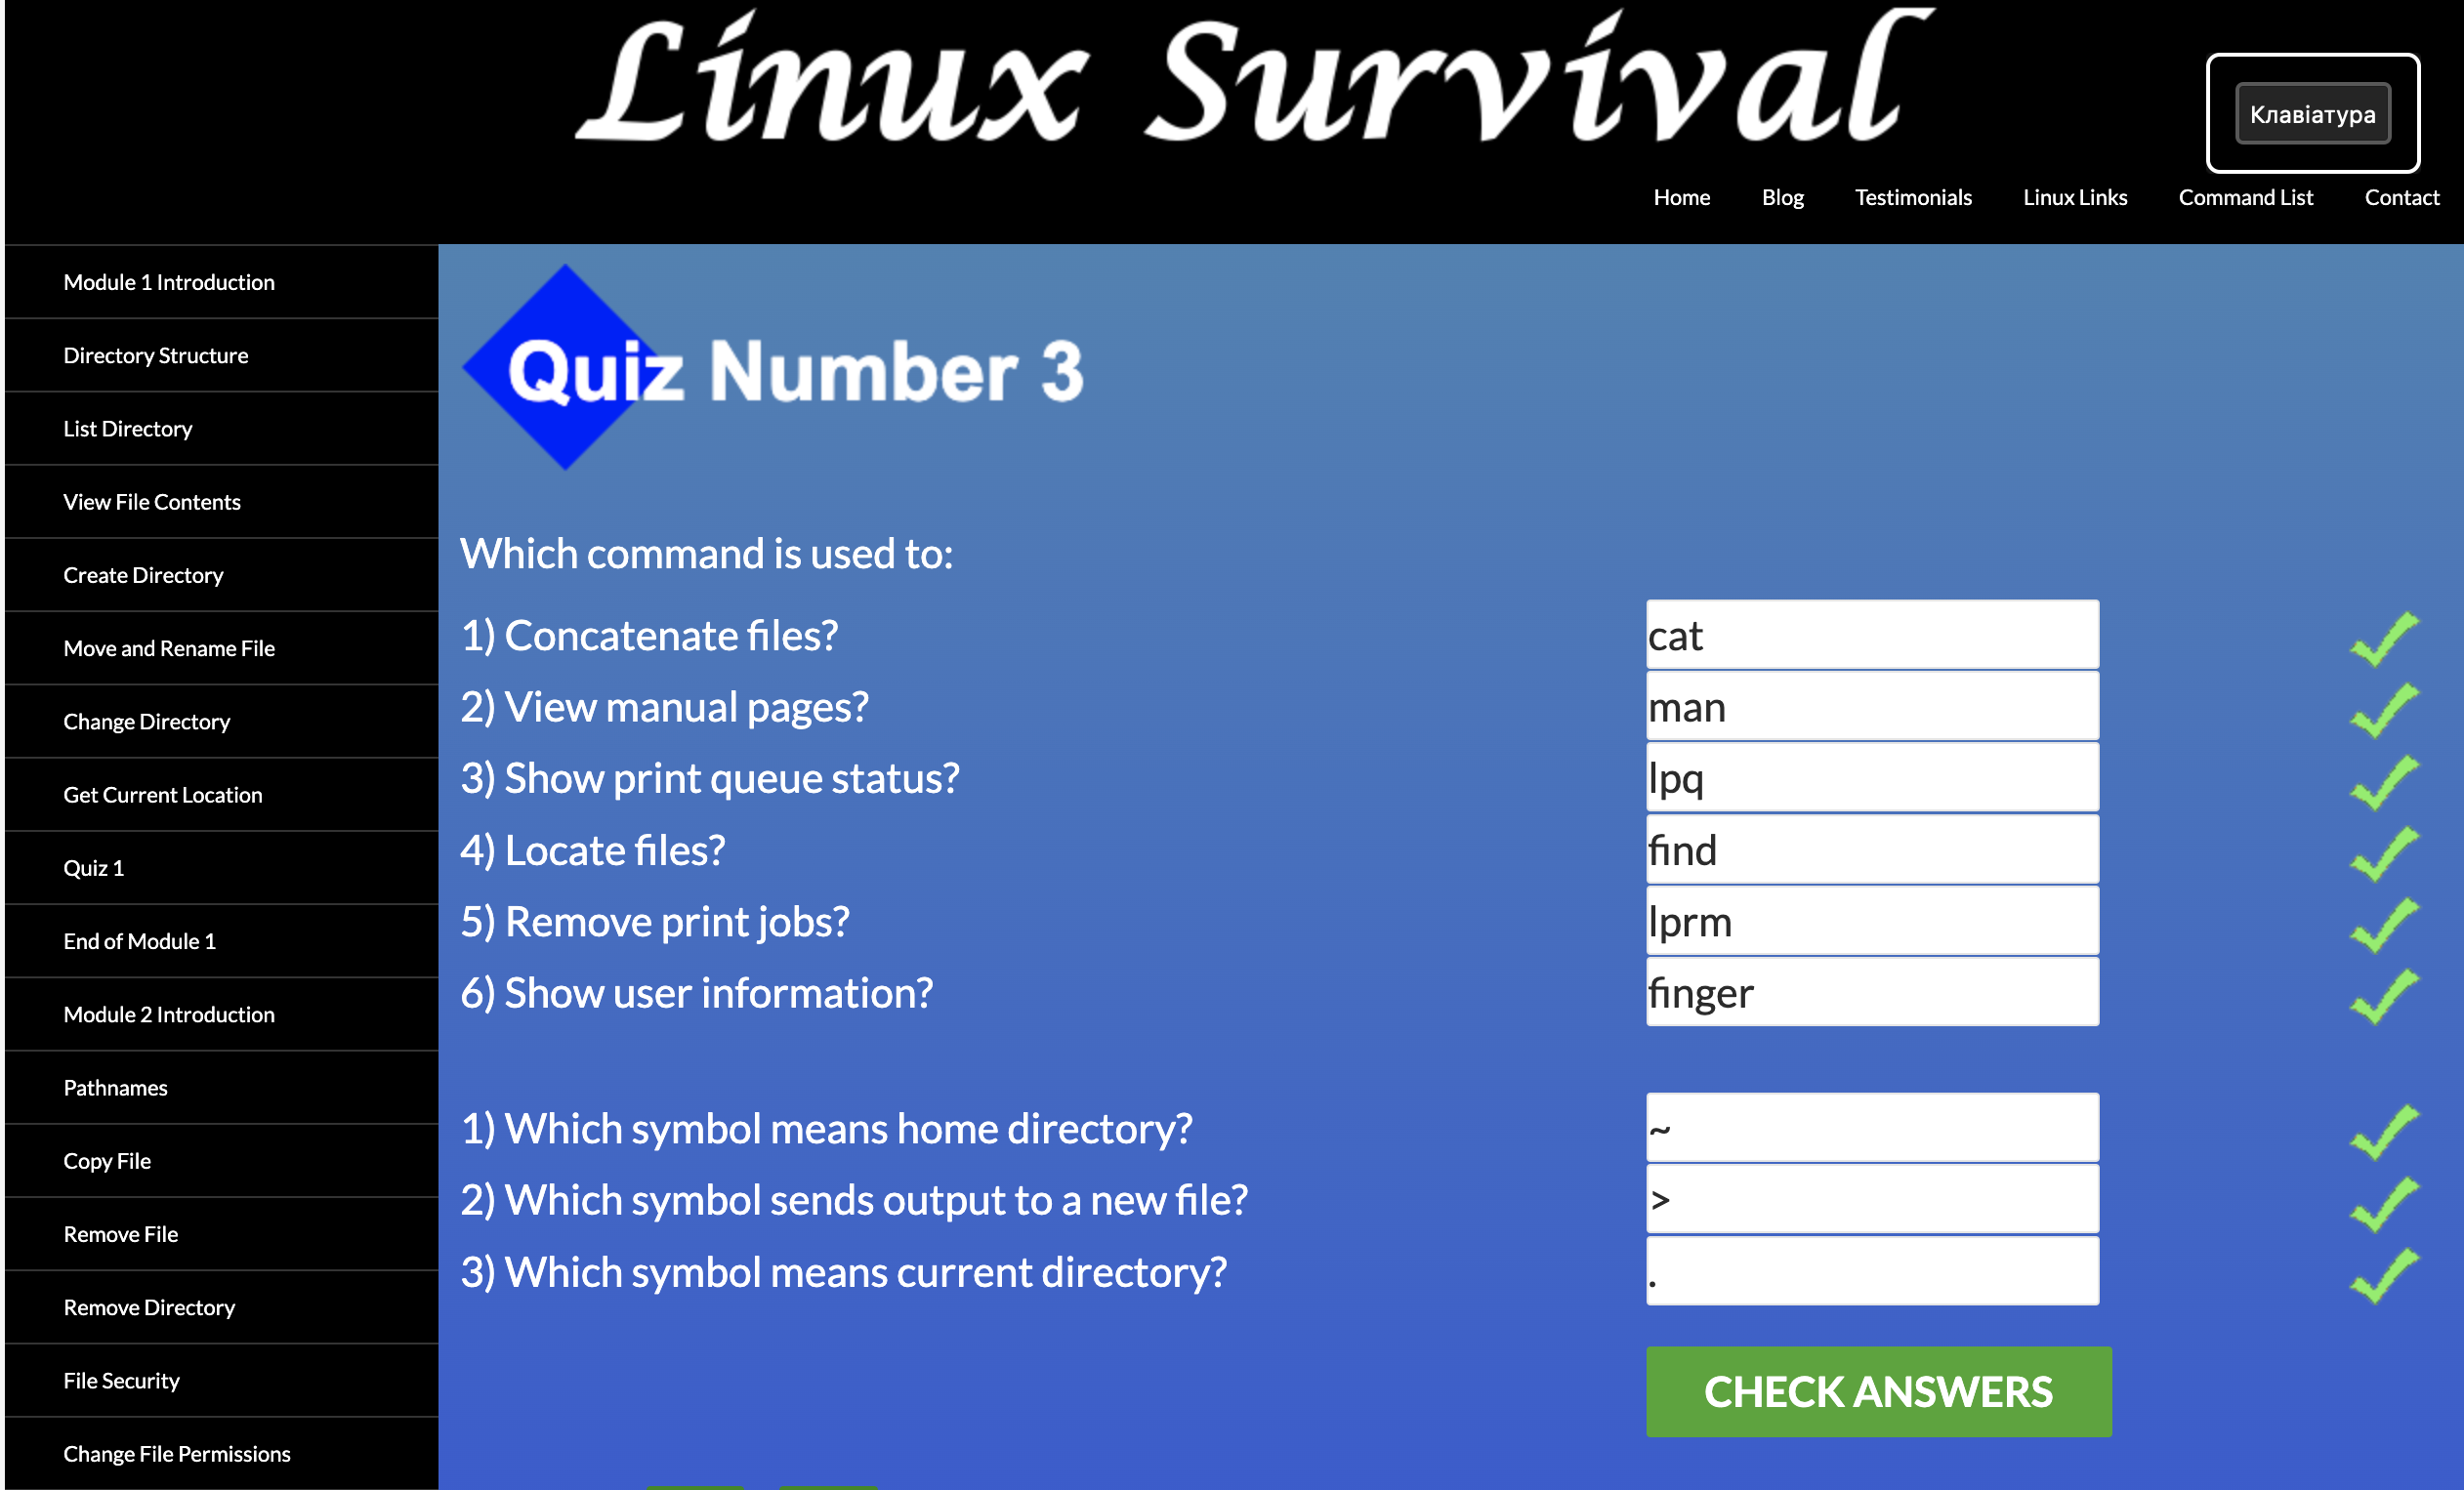 Linux Survival
Клавіатура
Home Blog Testimonials Linux Links Command List Contact
Module 1 Introduction
Directory Structure
List Directory
View File Contents
Create Directory
Move and Rename File
Change Directory
Get Current Location
Quiz 1
End of Module 1
Module 2 Introduction
Pathnames
Copy File
Remove File
Remove Directory
File Security
Change File Permissions
Quiz Number 3
Which command is used to:
1) Concatenate files? cat
2) View manual pages? man
3) Show print queue status? lpq
4) Locate files? find
5) Remove print jobs? lprm
6) Show user information? finger
1) Which symbol means home directory? ~
2) Which symbol sends output to a new file? >
3) Which symbol means current directory? .
CHECK ANSWERS